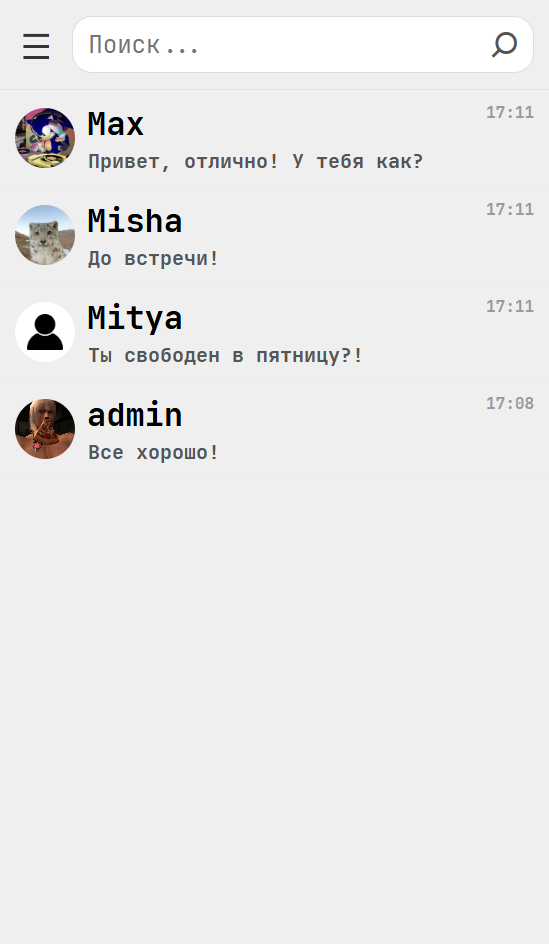 Поиск...
Max
17:11
Привет, отлично! У тебя как?
Misha
17:11
До встречи!
Mitya
17:11
Ты свободен в пятницу?!
admin
17:08
Все хорошо!